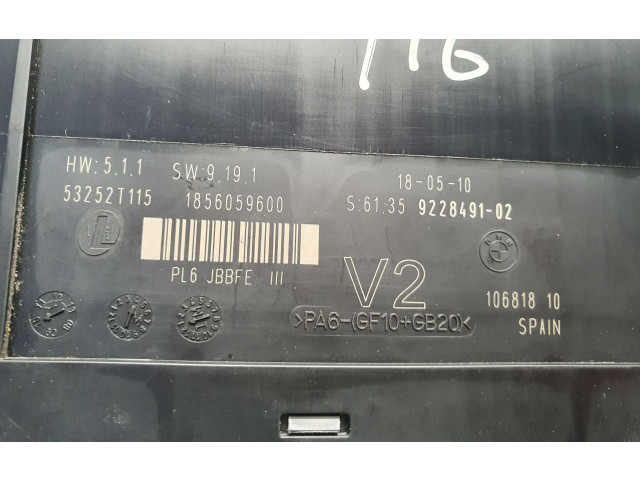 116
HW:5.1.1 SW:9.19.1 18-05-10
53252T115 1856059600 S:61.35 9228491-02
PL6 JBBFE III V2 106818 10
>PA6-(GF10+GB20)< SPAIN